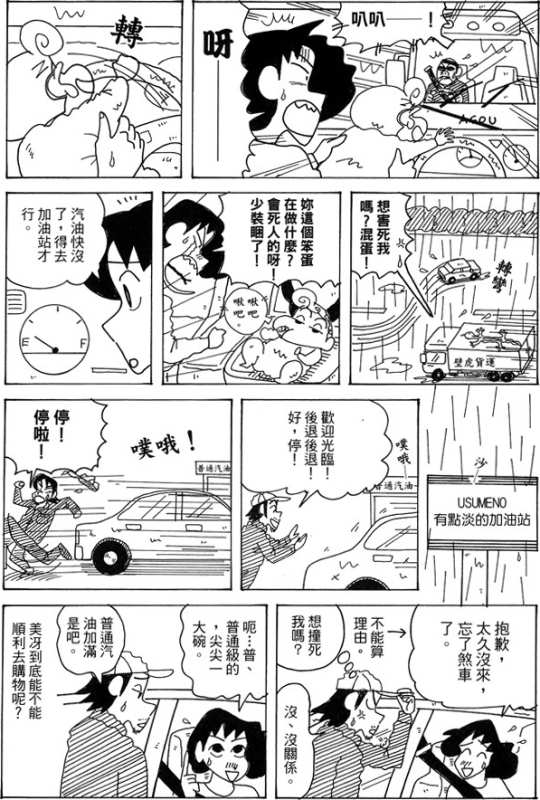 叭叭——！
AGOU
呀——
轉
想害死我
嗎？混蛋！
轉彎
壁虎貨運
妳這個笨蛋
在做什麼？
會死人的呀！
少裝睏了！
啾吧
啾吧
汽油快沒
了，得去
加油站才
行。
E F
沙
USUMENO
有點淡的加油站
歡迎光臨！
後退後退！
好，停！
噗哦
普通汽油
噗哦！
普通汽油
停！
停啦！
抱歉，
太久沒來，
忘了煞車
了。
→
不能算
理由。
想撞死
我嗎？
沒、沒關係。
呃…普、
普通級的
，尖尖一
大碗。
普通汽
油加滿
是吧。
美冴到底能不能
順利去購物呢？